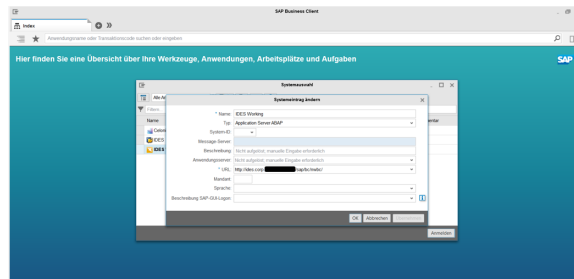 SAP Business Client
Index
Anwendungsname oder Transaktionscode suchen oder eingeben
Hier finden Sie eine Übersicht über Ihre Werkzeuge, Anwendungen, Arbeitsplätze und Aufgaben
SAP
Systemauswahl
Filtern
Name
Systemeintrag ändern
* Name: IDES Working
Typ: Application Server ABAP
System-ID:
Message-Server:
Beschreibung: Nicht aufgelöst; manuelle Eingabe erforderlich
Anwendungsserver: Nicht aufgelöst; manuelle Eingabe erforderlich
* URL: http://ides.corp. /sap/bc/nwbc/
Mandant:
Sprache:
Beschreibung SAP-GUI-Logon:
OK Abbrechen
Anmelden